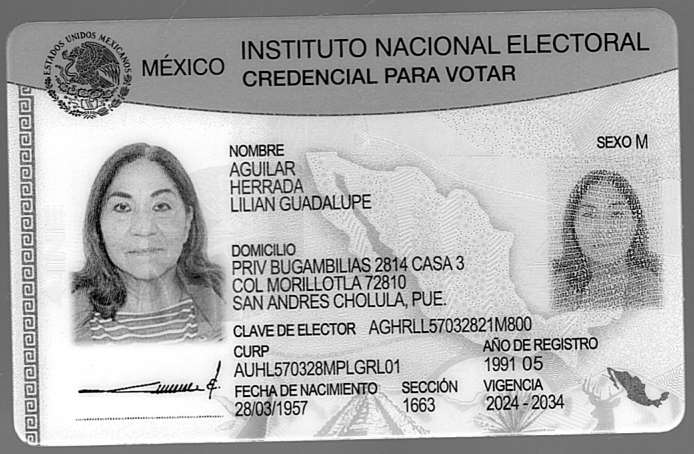 ESTADOS UNIDOS MEXICANOS
MÉXICO
INSTITUTO NACIONAL ELECTORAL
CREDENCIAL PARA VOTAR
SEXO M
NOMBRE
AGUILAR
HERRADA
LILIAN GUADALUPE
DOMICILIO
PRIV BUGAMBILIAS 2814 CASA 3
COL MORILLOTLA 72810
SAN ANDRES CHOLULA, PUE.
CLAVE DE ELECTOR AGHRLL57032821M800
CURP
AUHL570328MPLGRL01
AÑO DE REGISTRO
1991 05
FECHA DE NACIMIENTO
28/03/1957
SECCIÓN
1663
VIGENCIA
2024 - 2034